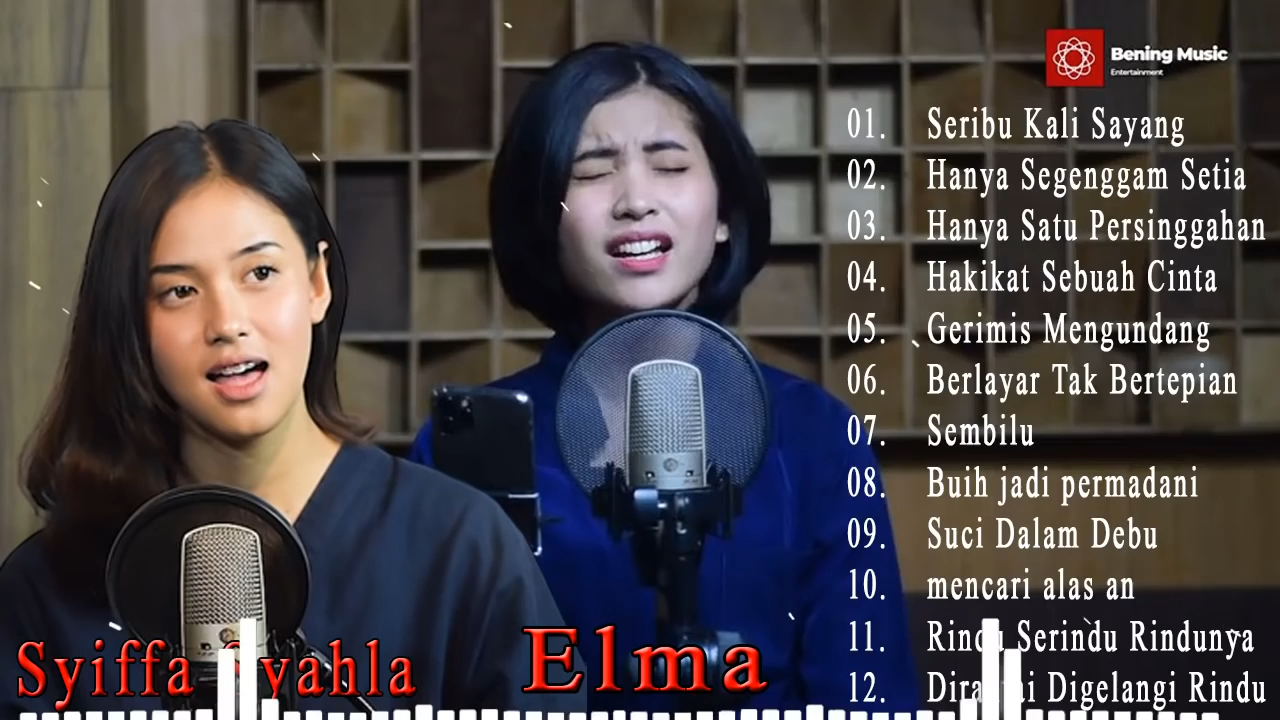 Bening Music
Entertainment
01. Seribu Kali Sayang
02. Hanya Segenggam Setia
03. Hanya Satu Persinggahan
04. Hakikat Sebuah Cinta
05. Gerimis Mengundang
06. Berlayar Tak Bertepian
07. Sembilu
08. Buih jadi permadani
09. Suci Dalam Debu
10. mencari alas an
11. Rindu Serindu Rindunya
12. Digelangi Rindu
Syiffa Syahla
Elma